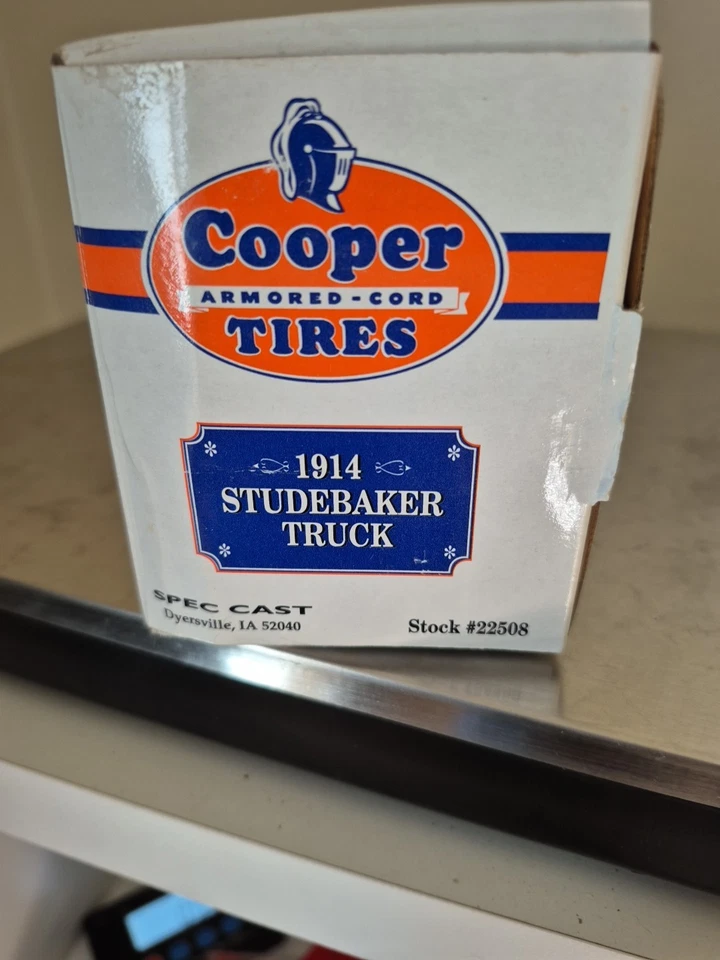 Cooper
ARMORED-CORD
TIRES
1914
STUDEBAKER
TRUCK
SPEC CAST
Dyersville, IA 52040
Stock #22508